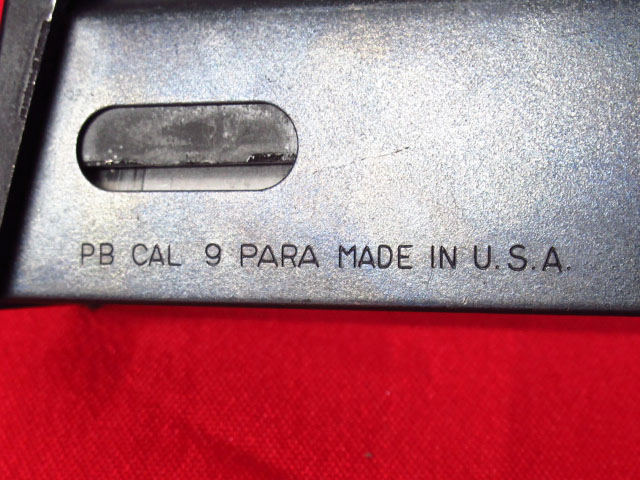 PB CAL 9 PARA MADE IN U.S.A.